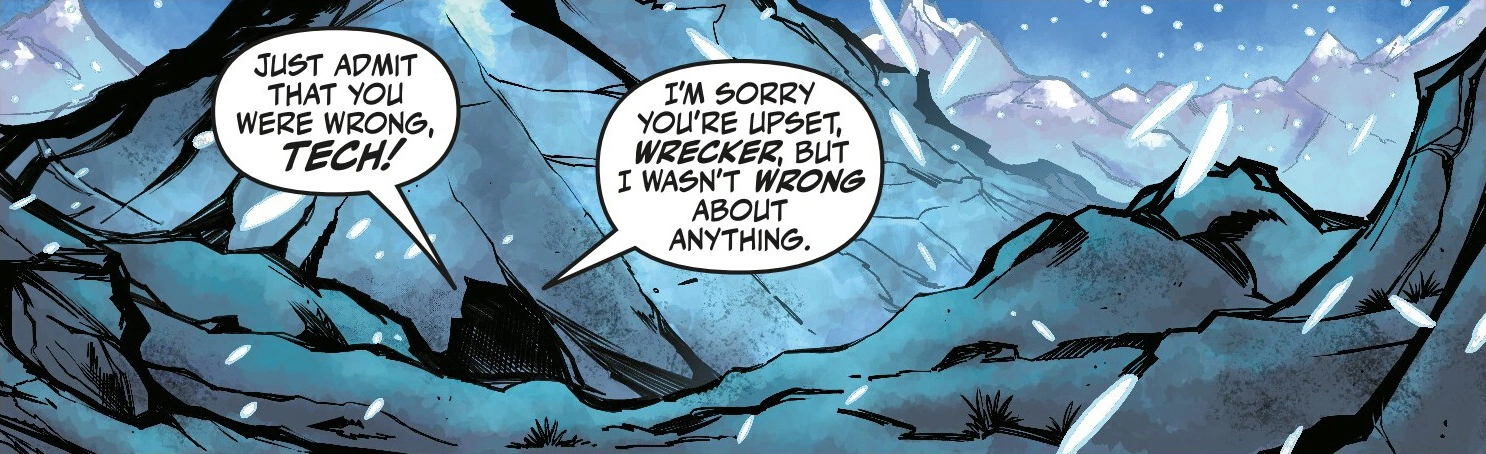 JUST ADMIT
THAT YOU
WERE WRONG,
TECH!
I'M SORRY
YOU'RE UPSET,
WRECKER, BUT
I WASN'T WRONG
ABOUT
ANYTHING.